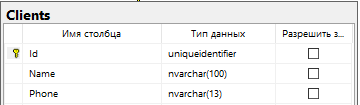 Clients
Имя столбца Тип данных Разрешить з...
Id uniqueidentifier
Name nvarchar(100)
Phone nvarchar(13)